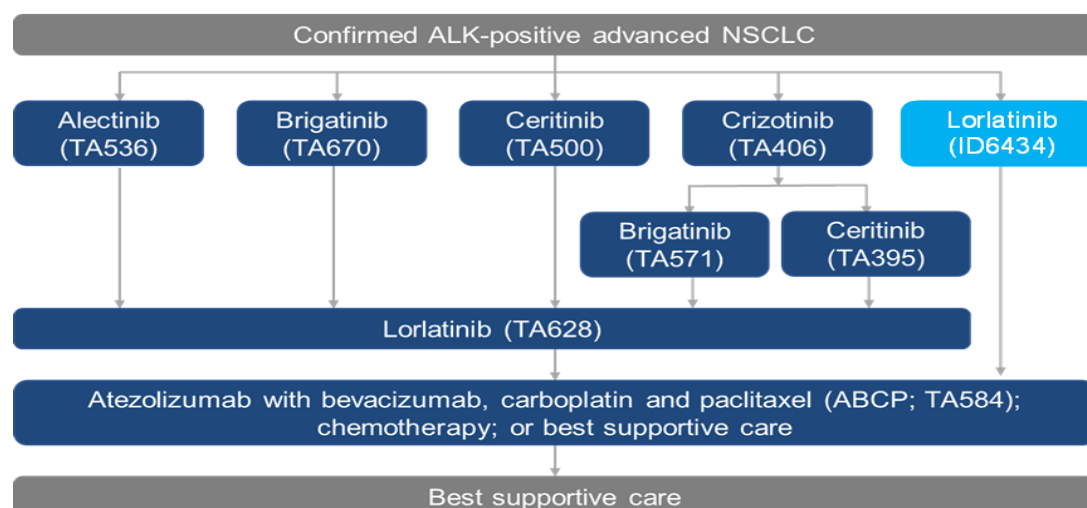 Confirmed ALK-positive advanced NSCLC
Alectinib
(TA536)
Brigatinib
(TA670)
Ceritinib
(TA500)
Crizotinib
(TA406)
Lorlatinib
(ID6434)
Brigatinib
(TA571)
Ceritinib
(TA395)
Lorlatinib (TA628)
Atezolizumab with bevacizumab, carboplatin and paclitaxel (ABCP; TA584);
chemotherapy; or best supportive care
Best supportive care